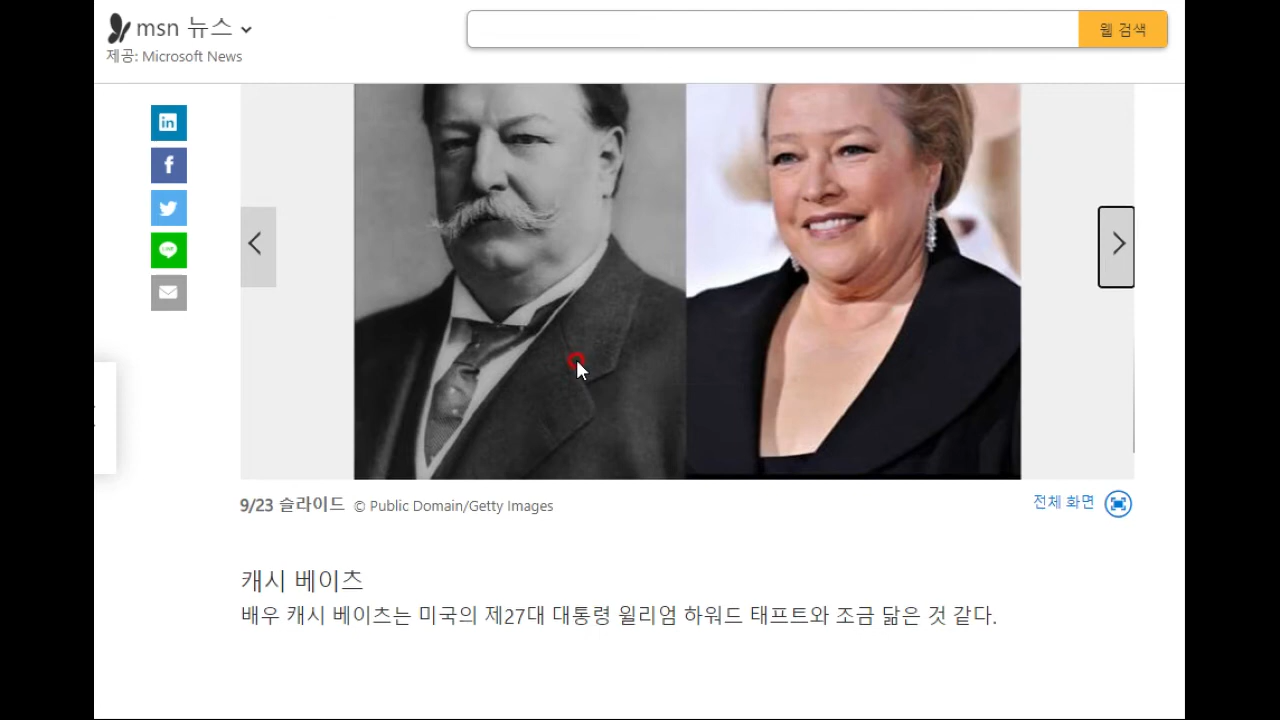 msn 뉴스
웹 검색
제공: Microsoft News
in
f
LINE
9/23 슬라이드 © Public Domain/Getty Images
전체 화면
캐시 베이츠
배우 캐시 베이츠는 미국의 제27대 대통령 윌리엄 하워드 태프트와 조금 닮은 것 같다.